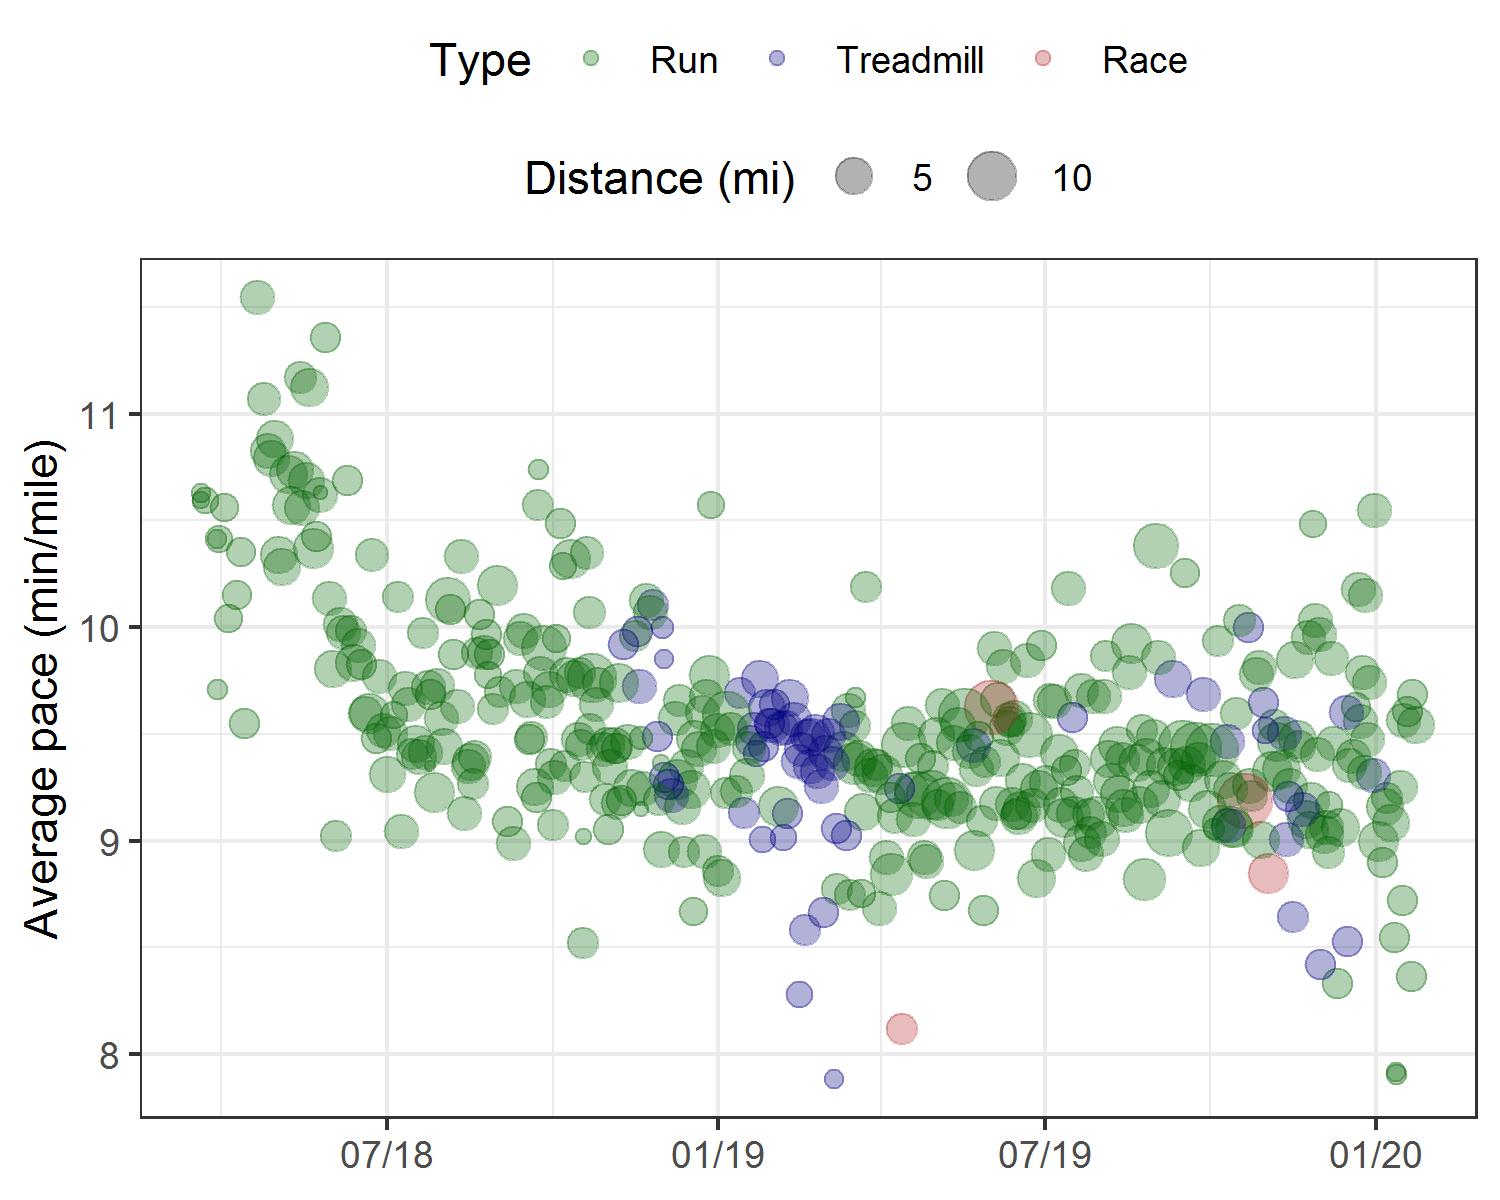 Type Run Treadmill Race
Distance (mi) 5 10
Average pace (min/mile)
11
10
9
8
07/18 01/19 07/19 01/20